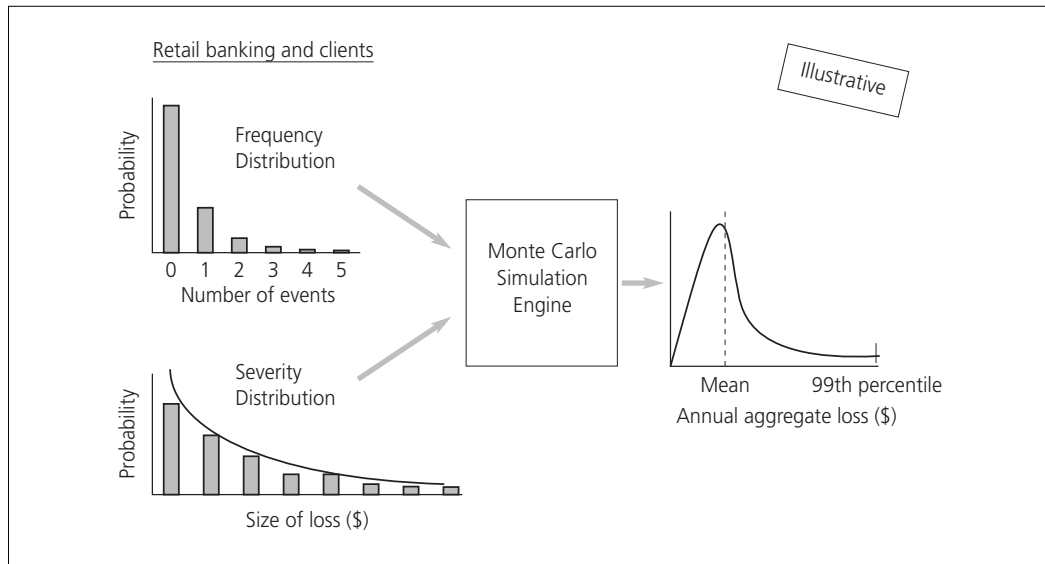 Retail banking and clients
Illustrative
Probability
Frequency
Distribution
0 1 2 3 4 5
Number of events
Monte Carlo
Simulation
Engine
Mean
99th percentile
Annual aggregate loss ($)
Probability
Severity
Distribution
Size of loss ($)